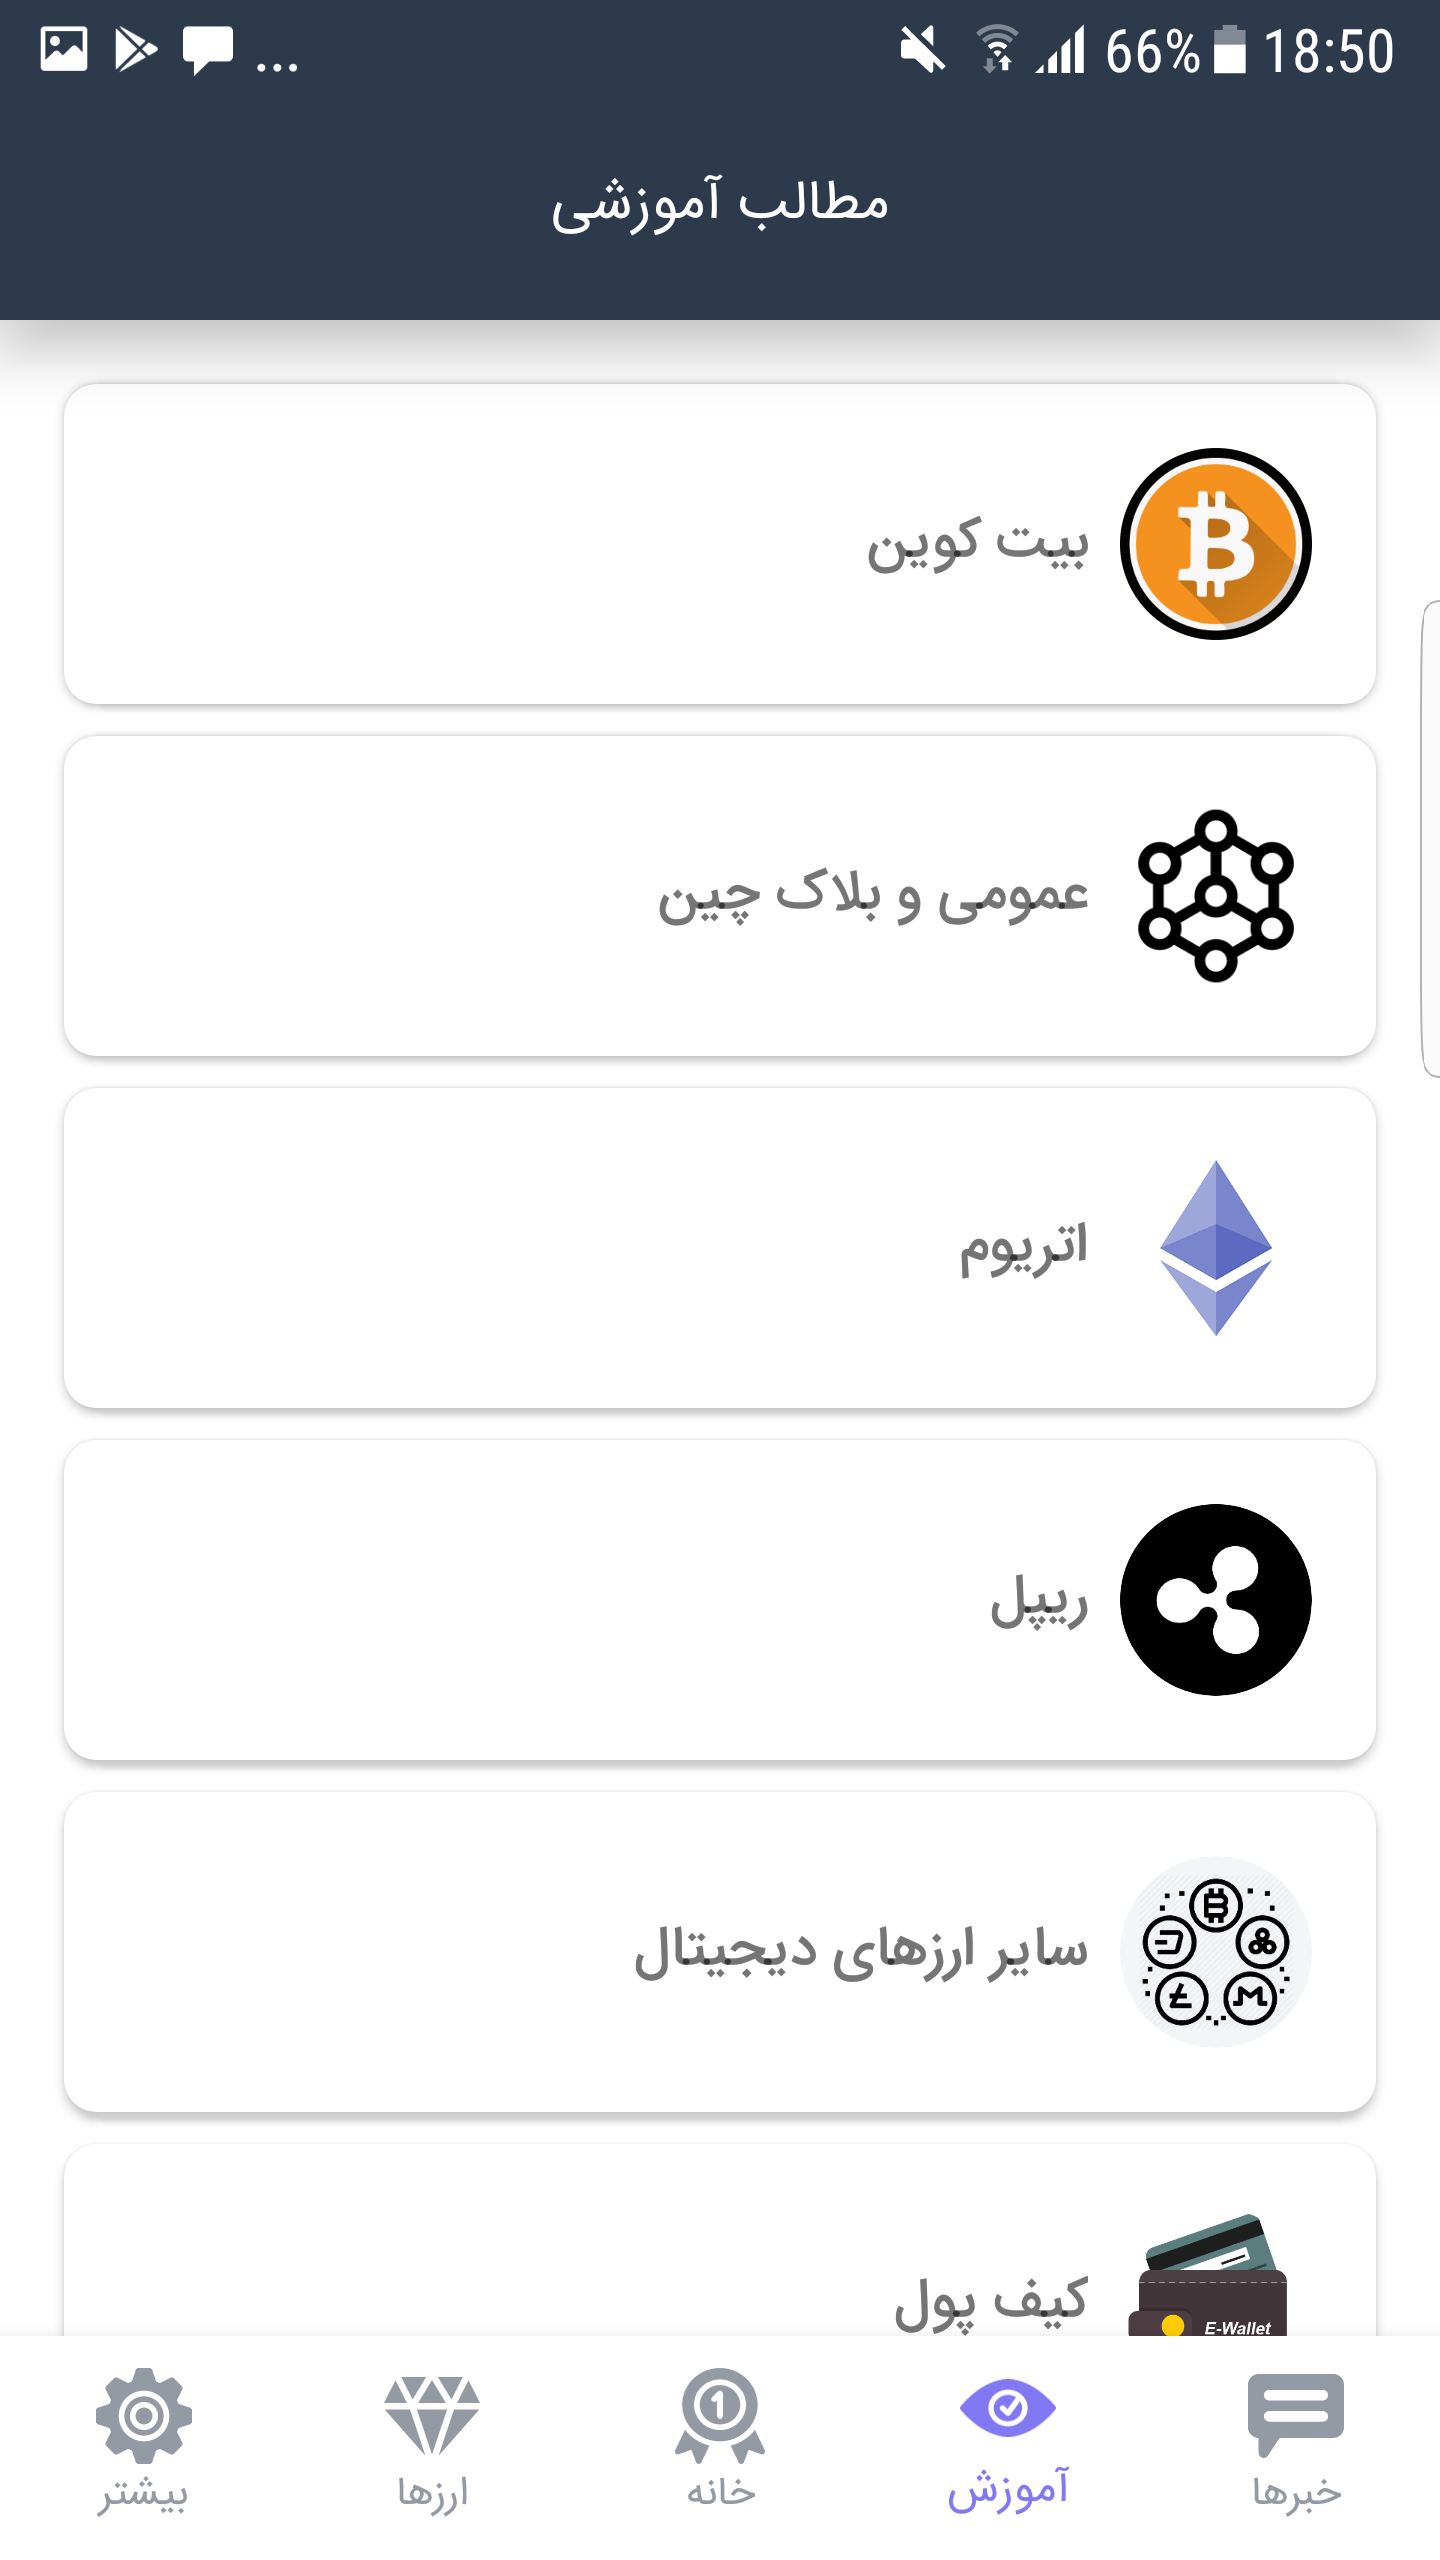 ... 66% 18:50
مطالب آموزشی
بیت کوین
عمومی و بلاک چین
اتریوم
ریپل
سایر ارزهای دیجیتال
کیف پول
E-Wallet
خبرها
آموزش
خانه
ارزها
بیشتر